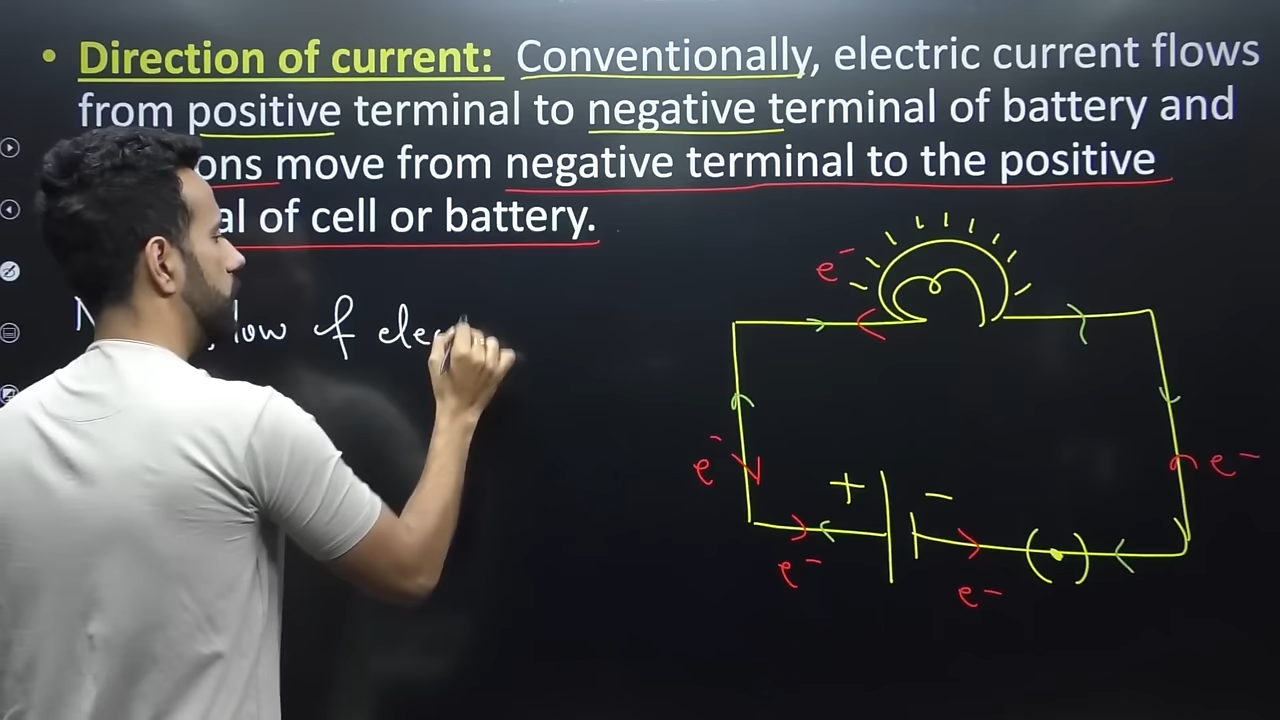 • Direction of current: Conventionally, electric current flows
from positive terminal to negative terminal of battery and
ons move from negative terminal to the positive
al of cell or battery.
e⁻
N low of ele
e⁻
e⁻
+ −
e⁻
e⁻